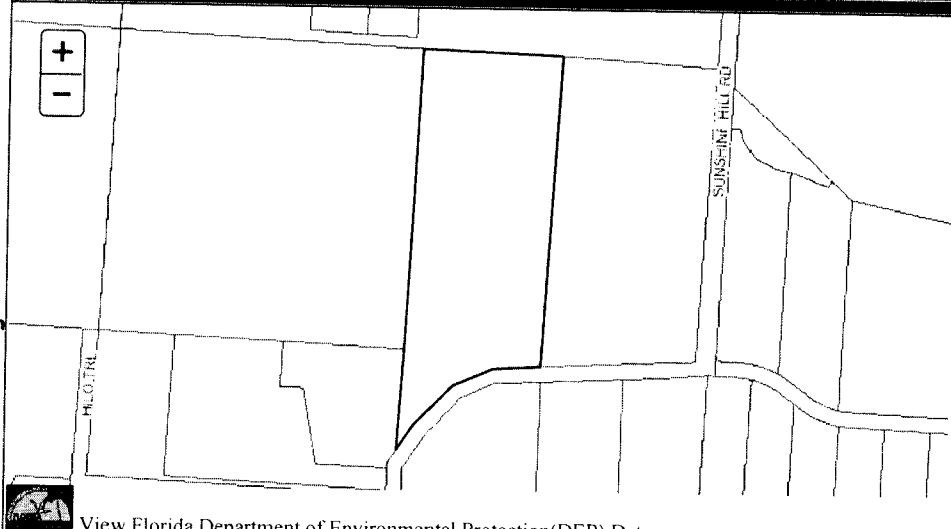 +
−
SUNSHINE HILL RD
HILO TRL
View Florida Department of Environmental Protection(DEP) Data